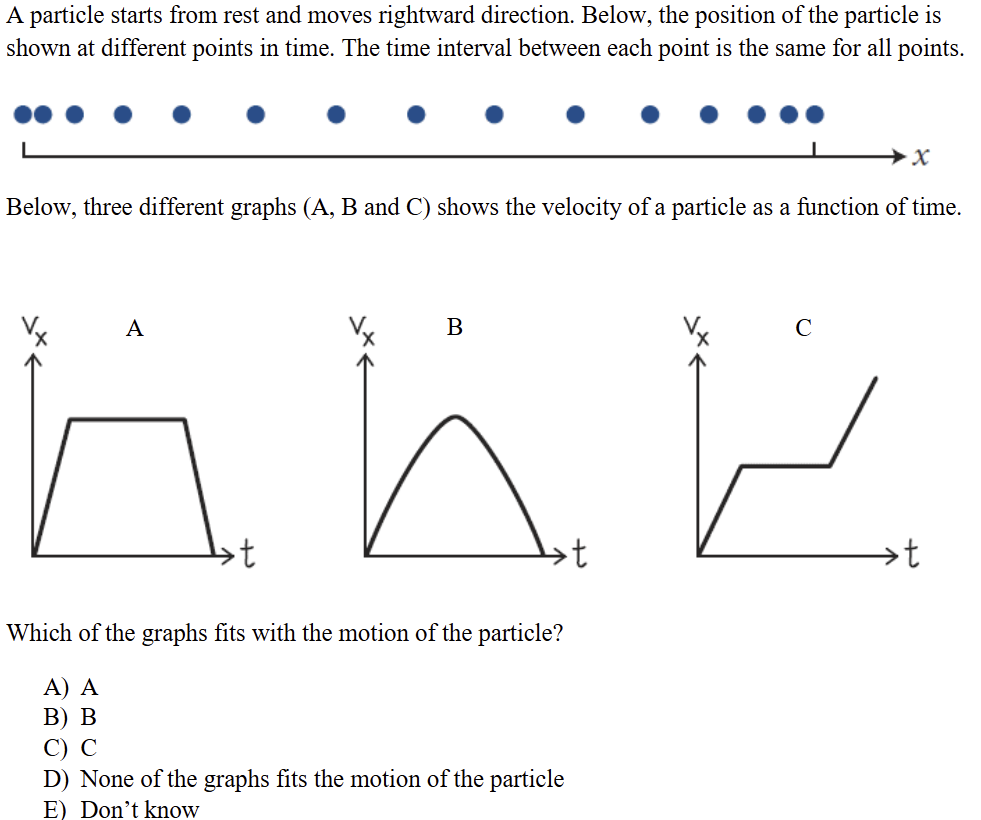 A particle starts from rest and moves rightward direction. Below, the position of the particle is
shown at different points in time. The time interval between each point is the same for all points.
x
Below, three different graphs (A, B and C) shows the velocity of a particle as a function of time.
Vx A Vx B Vx C
t t t
Which of the graphs fits with the motion of the particle?
A) A
B) B
C) C
D) None of the graphs fits the motion of the particle
E) Don’t know